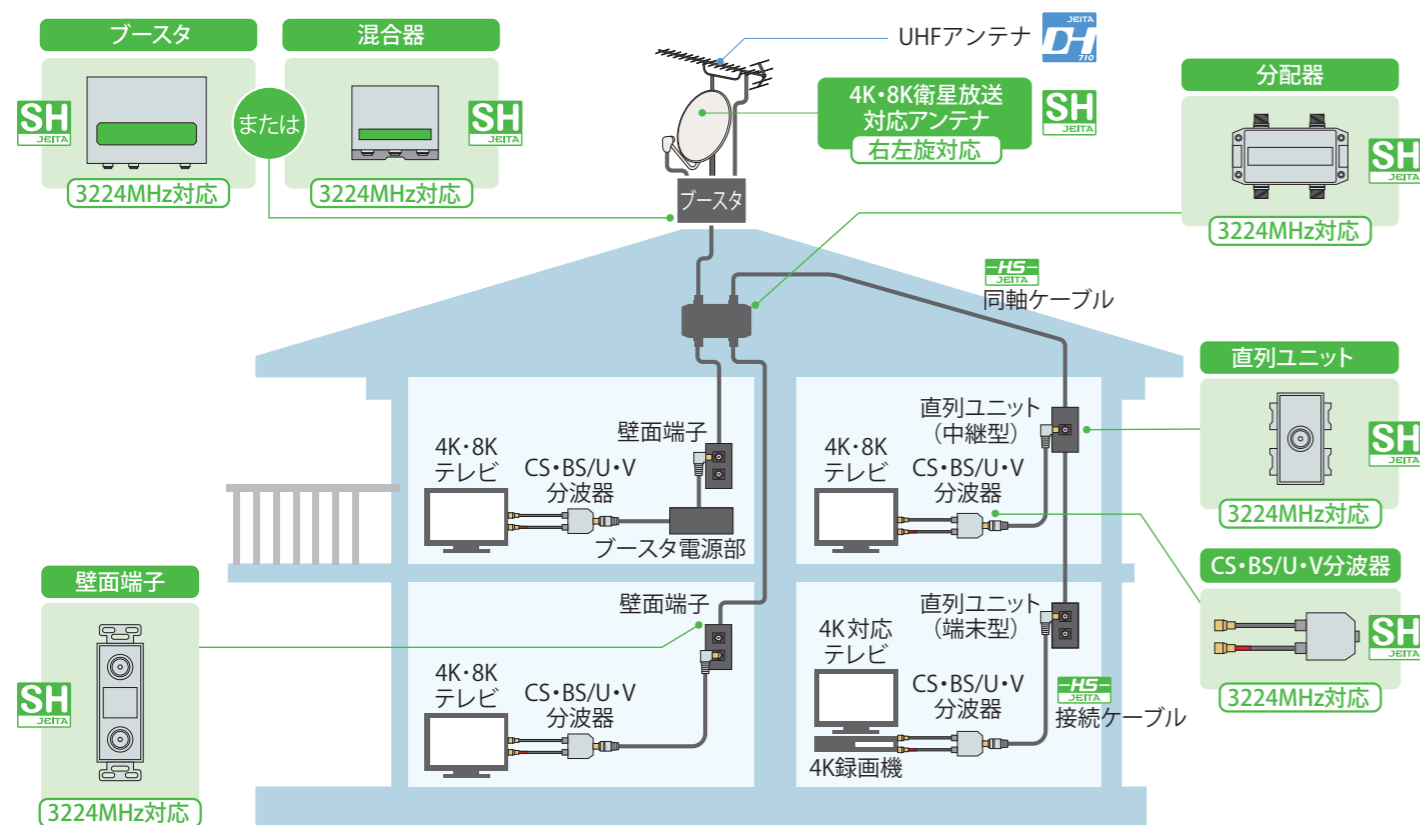 ブースタ
SH
JEITA
3224MHz対応
または
混合器
SH
JEITA
3224MHz対応
UHFアンテナ
JEITA
DH
710
4K・8K衛星放送
対応アンテナ
右左旋対応
SH
JEITA
ブースタ
分配器
SH
JEITA
3224MHz対応
HS
JEITA
同軸ケーブル
直列ユニット
SH
JEITA
3224MHz対応
壁面端子
4K・8K
テレビ
CS・BS/U・V
分波器
ブースタ電源部
直列ユニット
（中継型）
4K・8K
テレビ
CS・BS/U・V
分波器
CS・BS/U・V分波器
SH
JEITA
3224MHz対応
壁面端子
SH
JEITA
3224MHz対応
壁面端子
4K・8K
テレビ
CS・BS/U・V
分波器
直列ユニット
（端末型）
4K対応
テレビ
CS・BS/U・V
分波器
4K録画機
HS
JEITA
接続ケーブル